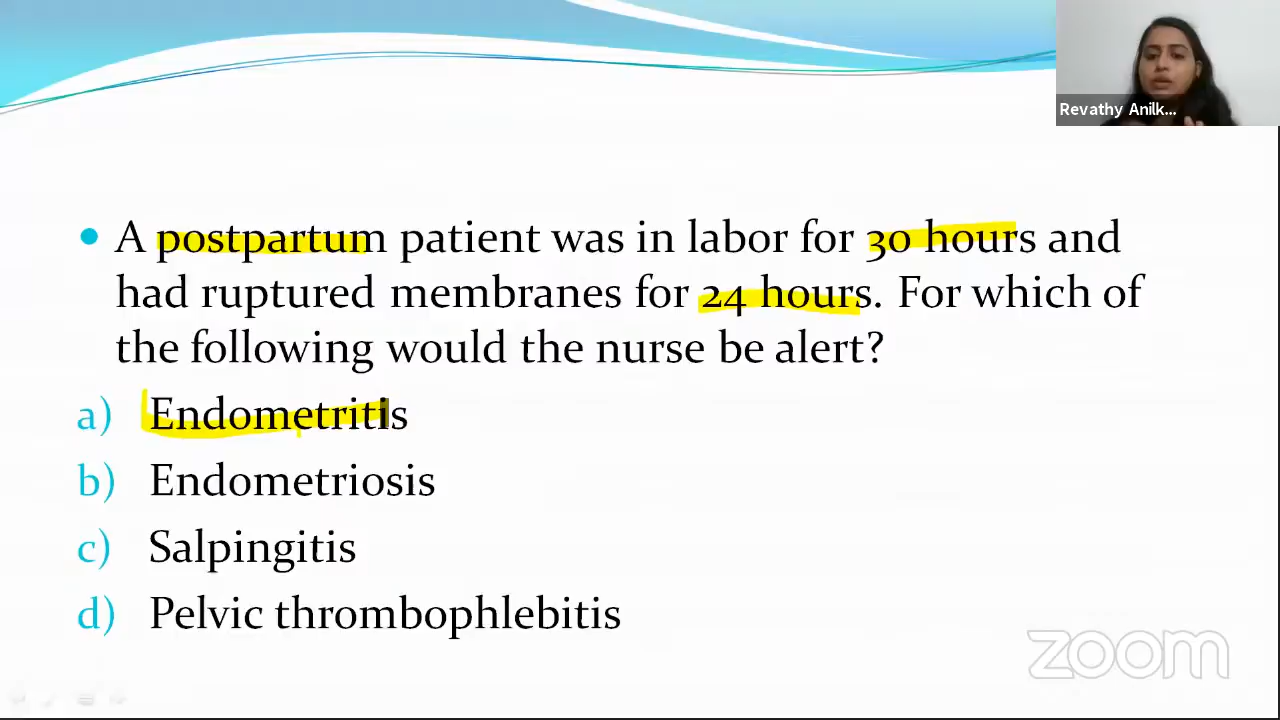 Revathy Anilk...
• A postpartum patient was in labor for 30 hours and
had ruptured membranes for 24 hours. For which of
the following would the nurse be alert?
a) Endometritis
b) Endometriosis
c) Salpingitis
d) Pelvic thrombophlebitis
zoom